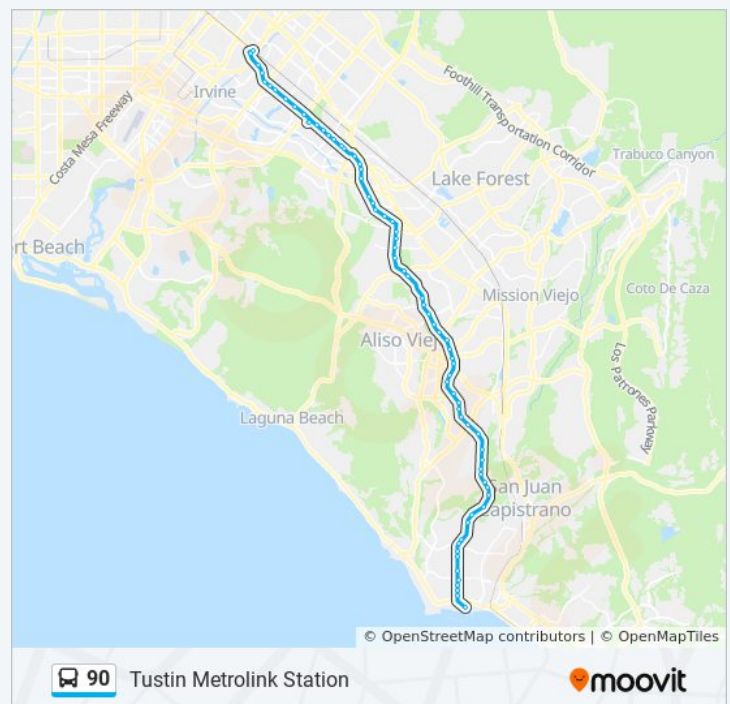 Irvine
Costa Mesa Freeway
Foothill Transportation Corridor
Trabuco Canyon
Lake Forest
rt Beach
Mission Viejo
Coto De Caza
Aliso Viej
Los Patrones Parkway
Laguna Beach
San Juan
apistrano
© OpenStreetMap contributors | © OpenMapTiles
90 Tustin Metrolink Station
moovit